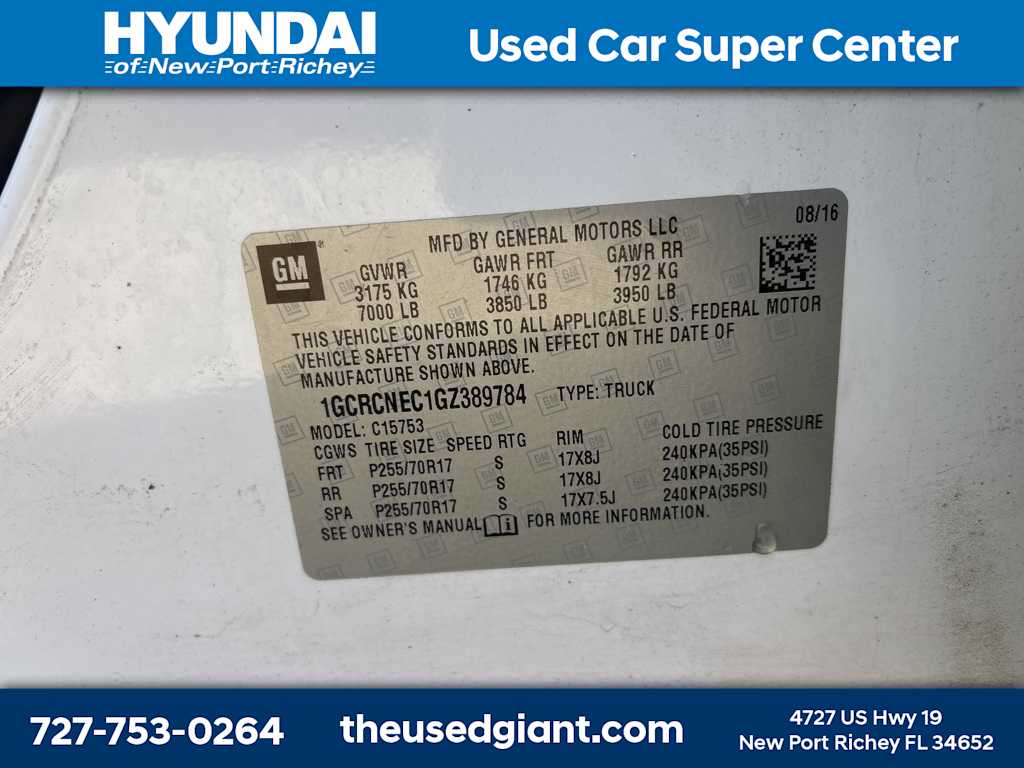 HYUNDAI
of New Port Richey
Used Car Super Center
08/16
GM
MFD BY GENERAL MOTORS LLC
GVWR GAWR FRT GAWR RR
3175 KG 1746 KG 1792 KG
7000 LB 3850 LB 3950 LB
THIS VEHICLE CONFORMS TO ALL APPLICABLE U.S. FEDERAL MOTOR
VEHICLE SAFETY STANDARDS IN EFFECT ON THE DATE OF
MANUFACTURE SHOWN ABOVE.
1GCRCNEC1GZ389784 TYPE: TRUCK
MODEL: C15753
CGWS TIRE SIZE SPEED RTG RIM COLD TIRE PRESSURE
FRT P255/70R17 S 17X8J 240KPA(35PSI)
RR P255/70R17 S 17X8J 240KPA(35PSI)
SPA P255/70R17 S 17X7.5J 240KPA(35PSI)
SEE OWNER'S MANUAL FOR MORE INFORMATION.
727-753-0264
theusedgiant.com
4727 US Hwy 19
New Port Richey FL 34652